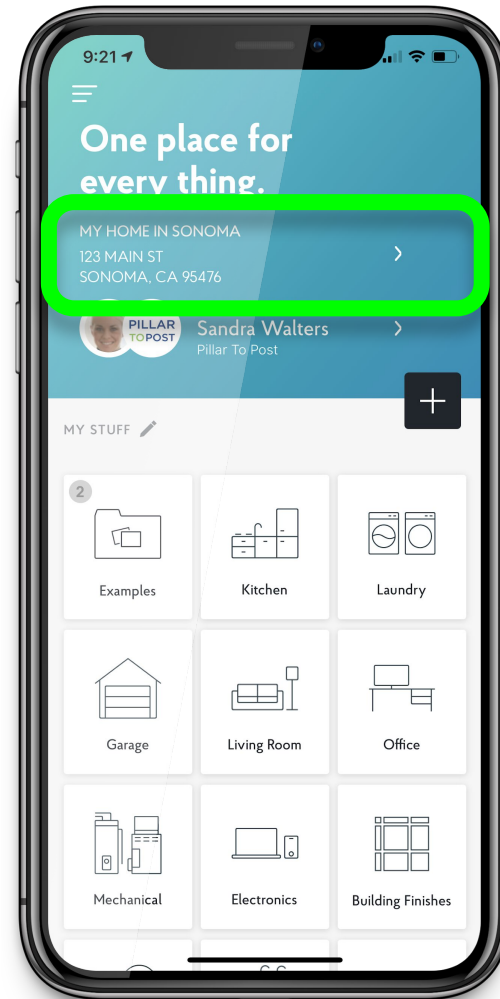 9:21
One place for
every thing.
MY HOME IN SONOMA
123 MAIN ST
SONOMA, CA 95476
PILLAR
TO POST
Sandra Walters
Pillar To Post
MY STUFF
2
Examples
Kitchen
Laundry
Garage
Living Room
Office
Mechanical
Electronics
Building Finishes